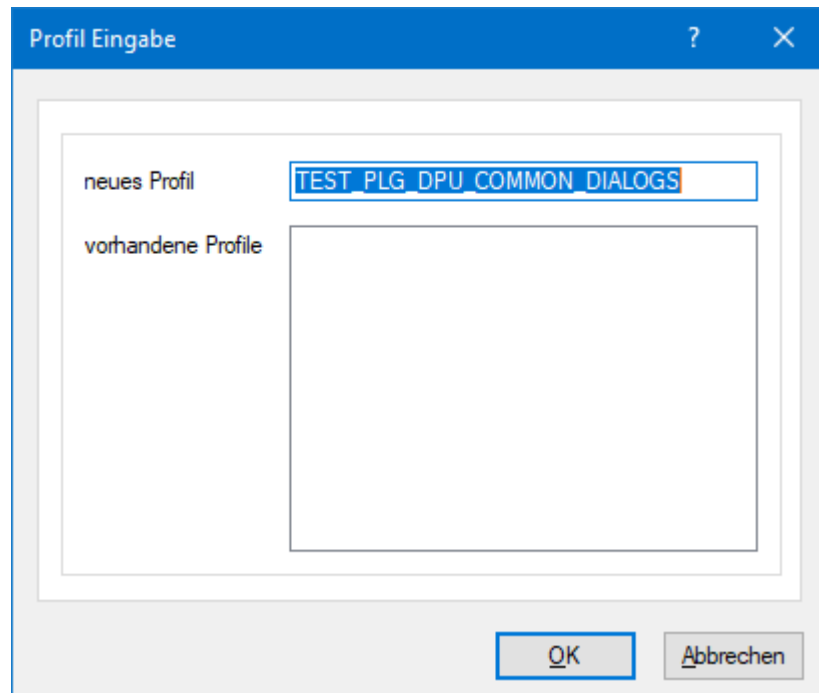 Profil Eingabe ?
neues Profil TEST_PLG_DPU_COMMON_DIALOGS
vorhandene Profile
OK Abbrechen